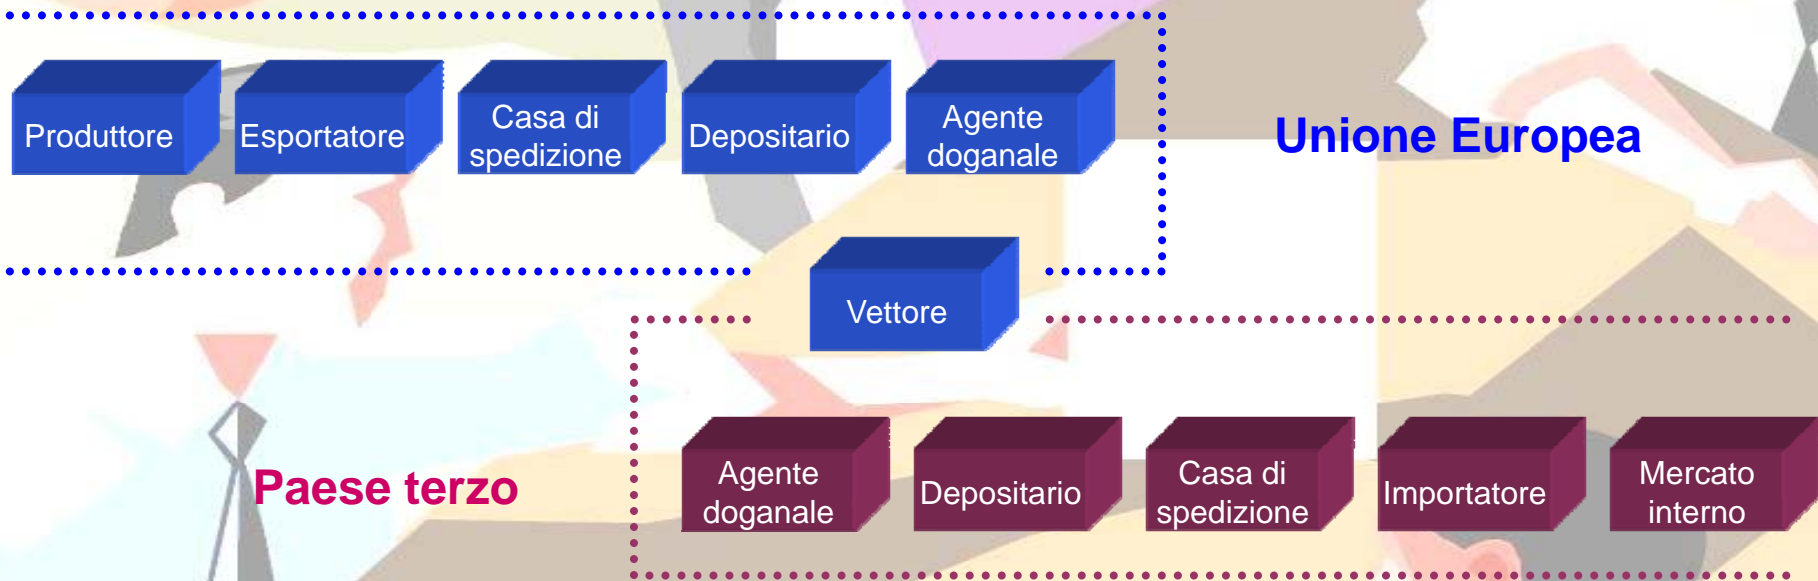 Produttore
Esportatore
Casa di
spedizione
Depositario
Agente
doganale
Unione Europea
Vettore
Paese terzo
Agente
doganale
Depositario
Casa di
spedizione
Importatore
Mercato
interno